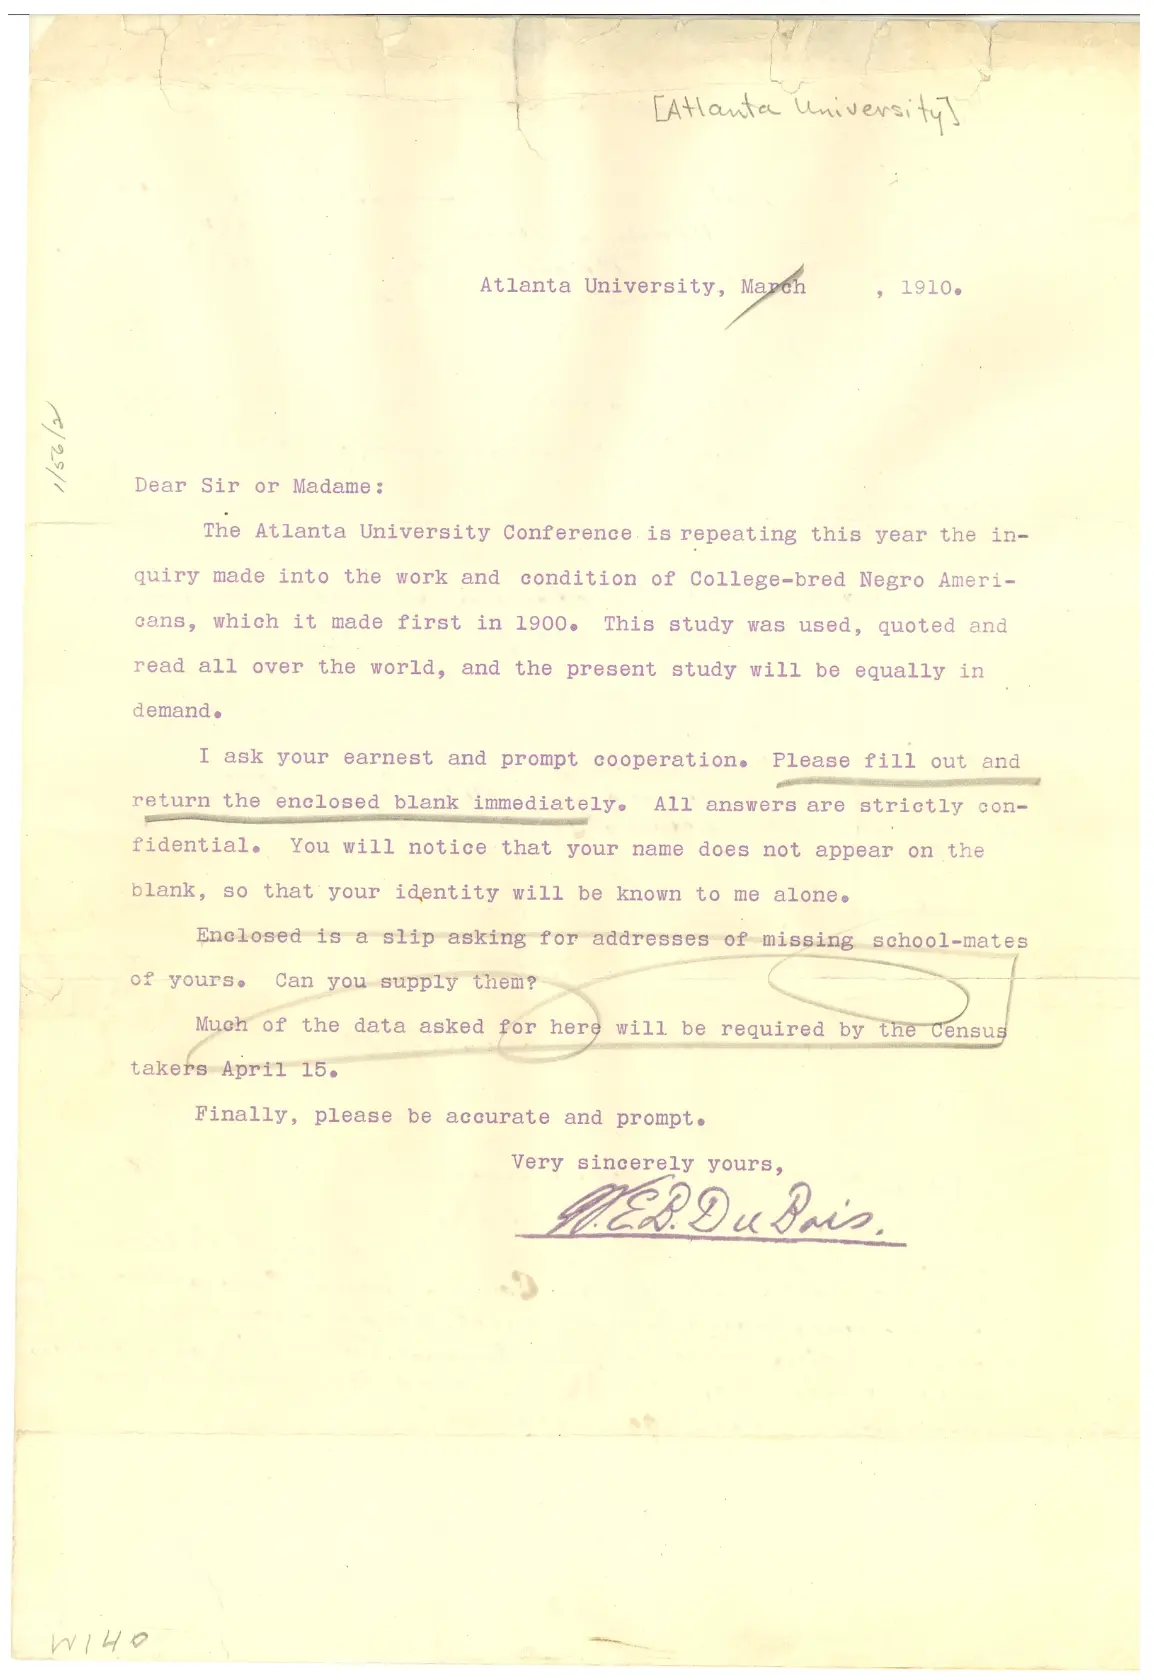 [Atlanta University]
Atlanta University, March , 1910.
1/56/2
Dear Sir or Madame:
The Atlanta University Conference is repeating this year the in-
quiry made into the work and condition of College-bred Negro Ameri-
cans, which it made first in 1900. This study was used, quoted and
read all over the world, and the present study will be equally in
demand.
I ask your earnest and prompt cooperation. Please fill out and
return the enclosed blank immediately. All answers are strictly con-
fidential. You will notice that your name does not appear on the
blank, so that your identity will be known to me alone.
Enclosed is a slip asking for addresses of missing school-mates
of yours. Can you supply them?
Much of the data asked for here will be required by the Census
takers April 15.
Finally, please be accurate and prompt.
Very sincerely yours,
W.E.B. Du Bois.
W140